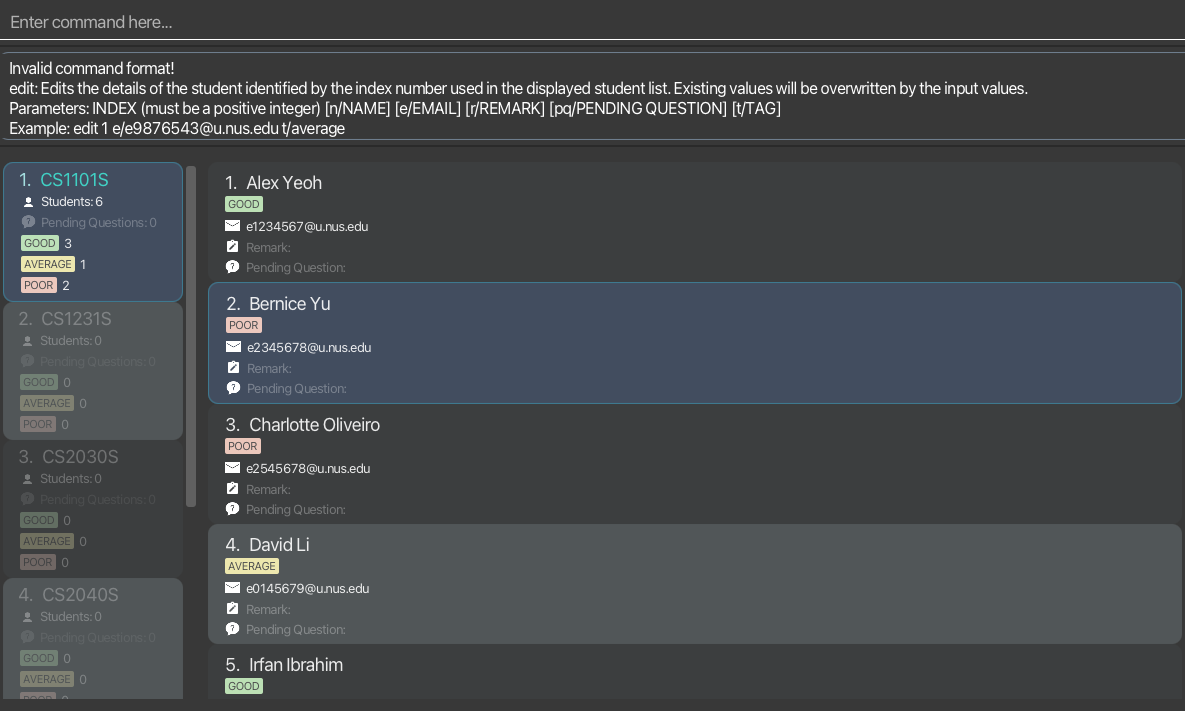 Enter command here...
Invalid command format!
edit: Edits the details of the student identified by the index number used in the displayed student list. Existing values will be overwritten by the input values.
Parameters: INDEX (must be a positive integer) [n/NAME] [e/EMAIL] [r/REMARK] [pq/PENDING QUESTION] [t/TAG]
Example: edit 1 e/e9876543@u.nus.edu t/average
1. CS1101S
Students: 6
Pending Questions: 0
GOOD 3
AVERAGE 1
POOR 2
2. CS1231S
Students: 0
Pending Questions: 0
GOOD 0
AVERAGE 0
POOR 0
3. CS2030S
Students: 0
Pending Questions: 0
GOOD 0
AVERAGE 0
POOR 0
4. CS2040S
Students: 0
Pending Questions: 0
GOOD 0
AVERAGE 0
POOR 0
1. Alex Yeoh
GOOD
e1234567@u.nus.edu
Remark:
Pending Question:
2. Bernice Yu
POOR
e2345678@u.nus.edu
Remark:
Pending Question:
3. Charlotte Oliveiro
POOR
e2545678@u.nus.edu
Remark:
Pending Question:
4. David Li
AVERAGE
e0145679@u.nus.edu
Remark:
Pending Question:
5. Irfan Ibrahim
GOOD